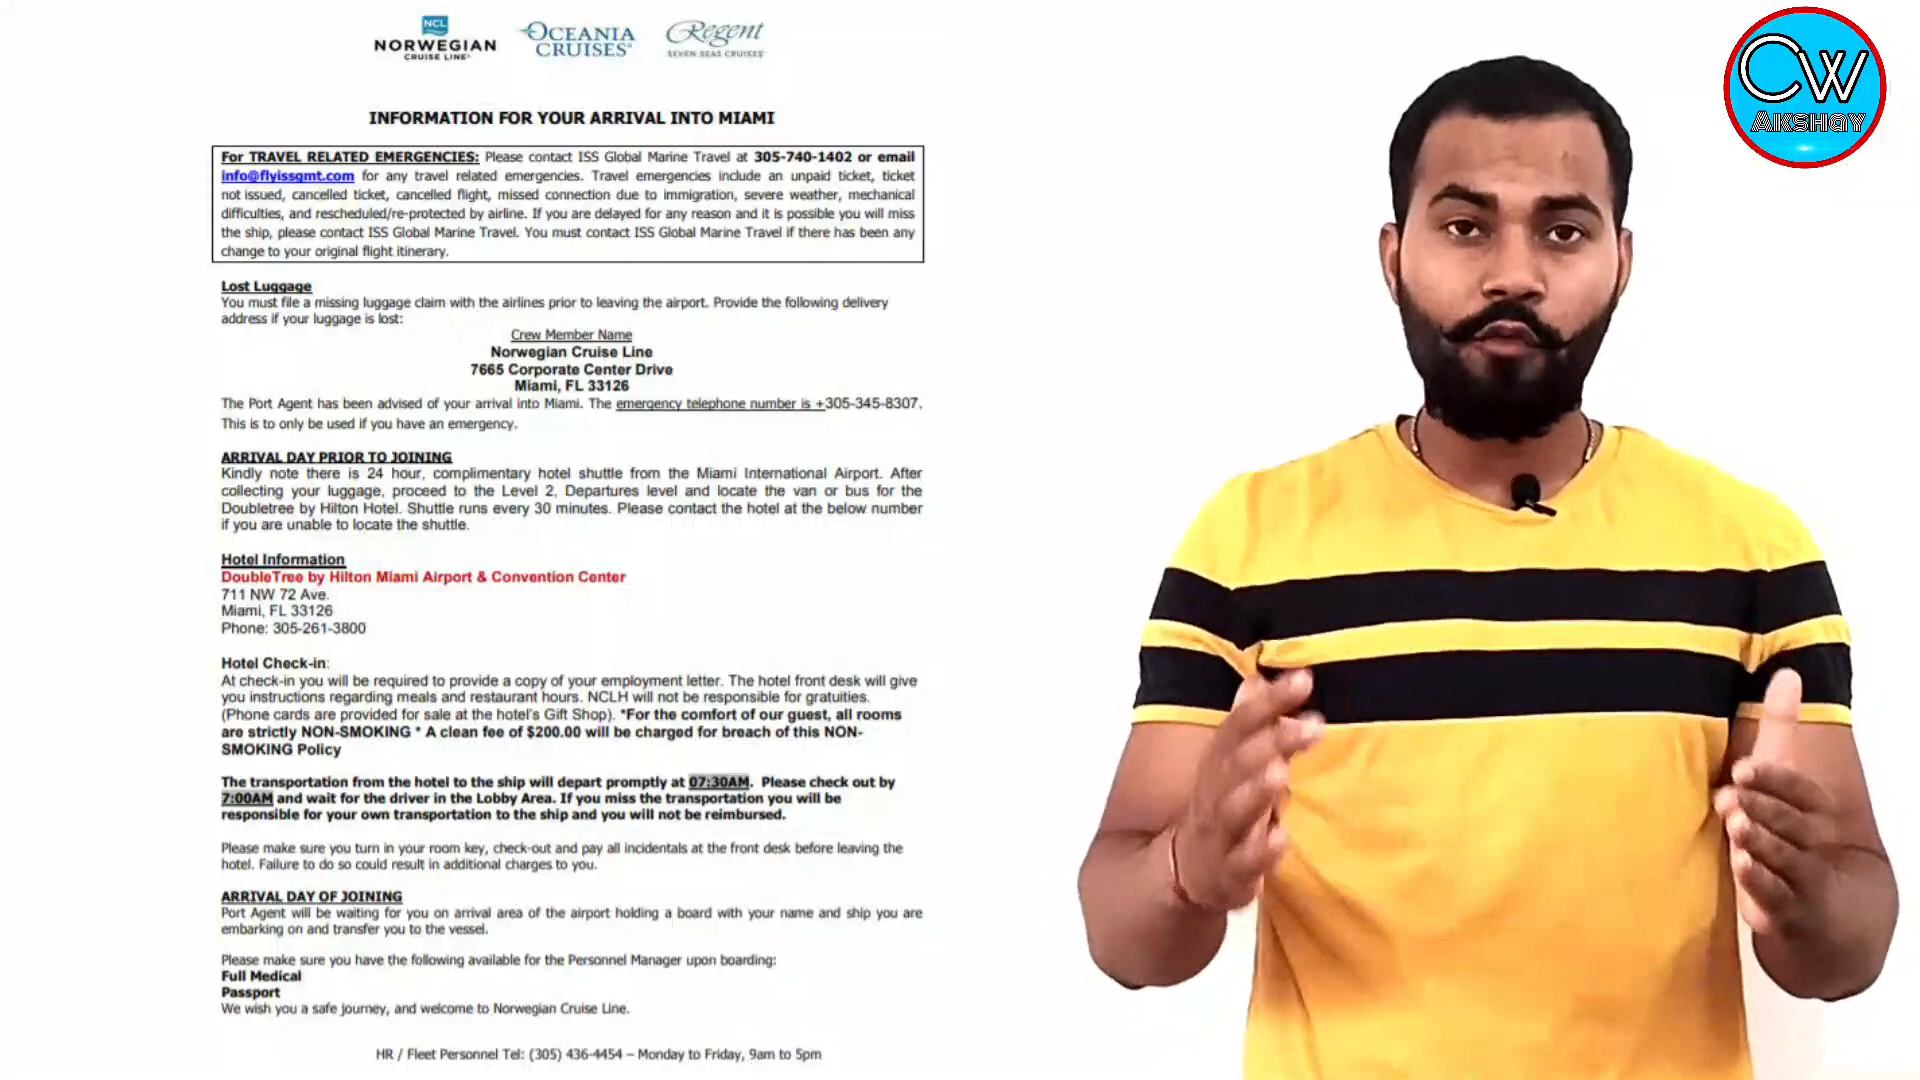 NCL
NORWEGIAN
CRUISE LINE
OCEANIA
CRUISES
Regent
SEVEN SEAS CRUISES
CW
AKSHAY
INFORMATION FOR YOUR ARRIVAL INTO MIAMI
For TRAVEL RELATED EMERGENCIES: Please contact ISS Global Marine Travel at 305-740-1402 or email
info@flyissgmt.com for any travel related emergencies. Travel emergencies include an unpaid ticket, ticket
not issued, cancelled ticket, cancelled flight, missed connection due to immigration, severe weather, mechanical
difficulties, and rescheduled/re-protected by airline. If you are delayed for any reason and it is possible you will miss
the ship, please contact ISS Global Marine Travel. You must contact ISS Global Marine Travel if there has been any
change to your original flight itinerary.
Lost Luggage
You must file a missing luggage claim with the airlines prior to leaving the airport. Provide the following delivery
address if your luggage is lost:
Crew Member Name
Norwegian Cruise Line
7665 Corporate Center Drive
Miami, FL 33126
The Port Agent has been advised of your arrival into Miami. The emergency telephone number is +305-345-8307.
This is to only be used if you have an emergency.
ARRIVAL DAY PRIOR TO JOINING
Kindly note there is 24 hour, complimentary hotel shuttle from the Miami International Airport. After
collecting your luggage, proceed to the Level 2, Departures level and locate the van or bus for the
Doubletree by Hilton Hotel. Shuttle runs every 30 minutes. Please contact the hotel at the below number
if you are unable to locate the shuttle.
Hotel Information
DoubleTree by Hilton Miami Airport & Convention Center
711 NW 72 Ave.
Miami, FL 33126
Phone: 305-261-3800
Hotel Check-in:
At check-in you will be required to provide a copy of your employment letter. The hotel front desk will give
you instructions regarding meals and restaurant hours. NCLH will not be responsible for gratuities.
(Phone cards are provided for sale at the hotel's Gift Shop). *For the comfort of our guest, all rooms
are strictly NON-SMOKING * A clean fee of $200.00 will be charged for breach of this NON-
SMOKING Policy
The transportation from the hotel to the ship will depart promptly at 07:30AM. Please check out by
7:00AM and wait for the driver in the Lobby Area. If you miss the transportation you will be
responsible for your own transportation to the ship and you will not be reimbursed.
Please make sure you turn in your room key, check-out and pay all incidentals at the front desk before leaving the
hotel. Failure to do so could result in additional charges to you.
ARRIVAL DAY OF JOINING
Port Agent will be waiting for you on arrival area of the airport holding a board with your name and ship you are
embarking on and transfer you to the vessel.
Please make sure you have the following available for the Personnel Manager upon boarding:
Full Medical
Passport
We wish you a safe journey, and welcome to Norwegian Cruise Line.
HR / Fleet Personnel Tel: (305) 436-4454 – Monday to Friday, 9am to 5pm